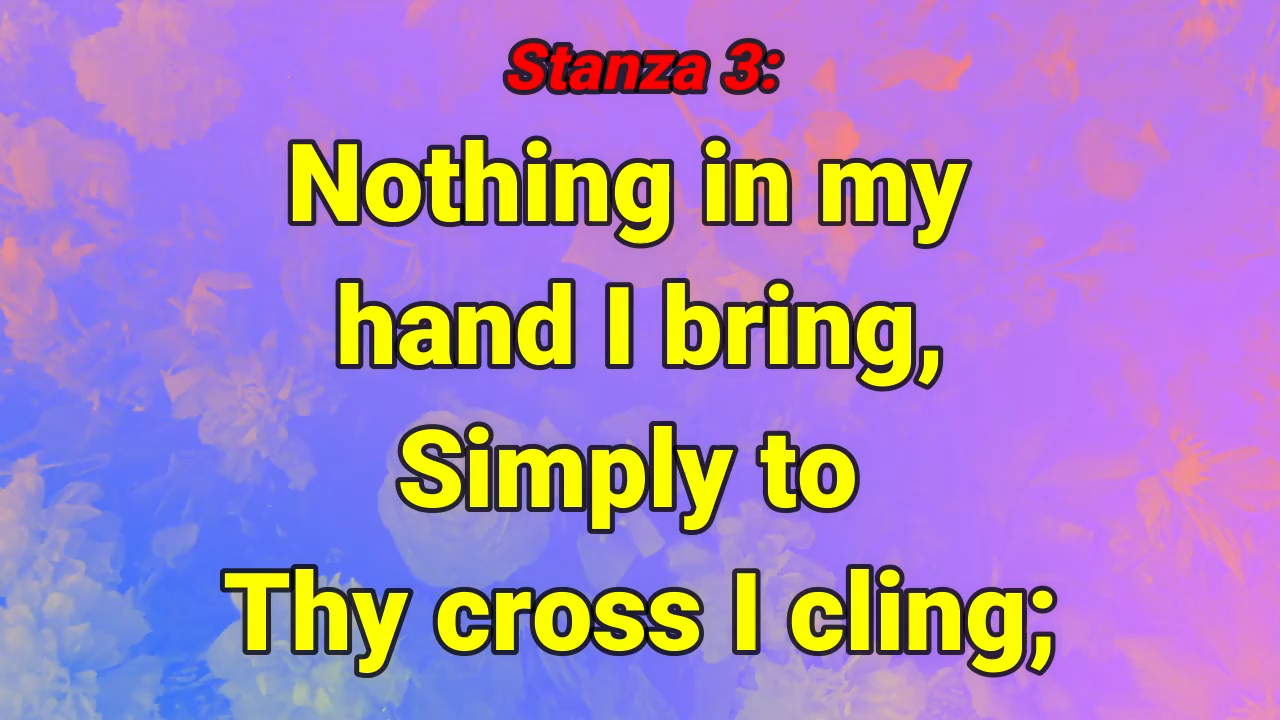 Stanza 3:
Nothing in my
hand I bring,
Simply to
Thy cross I cling;